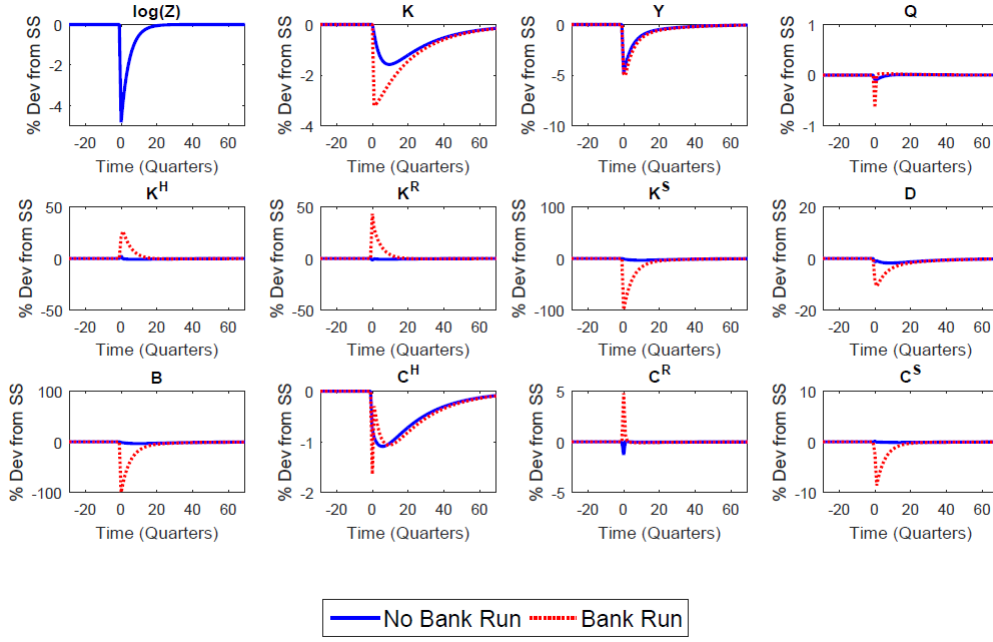 log(Z) K Y Q
% Dev from SS 0 -2 -4 -20 0 20 40 60 Time (Quarters)
% Dev from SS 0 -2 -4 -20 0 20 40 60 Time (Quarters)
% Dev from SS 0 -5 -10 -20 0 20 40 60 Time (Quarters)
% Dev from SS 1 0 -1 -20 0 20 40 60 Time (Quarters)
K^H K^R K^S D
% Dev from SS 50 0 -50 -20 0 20 40 60 Time (Quarters)
% Dev from SS 50 0 -50 -20 0 20 40 60 Time (Quarters)
% Dev from SS 100 0 -100 -20 0 20 40 60 Time (Quarters)
% Dev from SS 20 0 -20 -20 0 20 40 60 Time (Quarters)
B C^H C^R C^S
% Dev from SS 100 0 -100 -20 0 20 40 60 Time (Quarters)
% Dev from SS 0 -1 -2 -20 0 20 40 60 Time (Quarters)
% Dev from SS 5 0 -5 -20 0 20 40 60 Time (Quarters)
% Dev from SS 10 0 -10 -20 0 20 40 60 Time (Quarters)
No Bank Run Bank Run